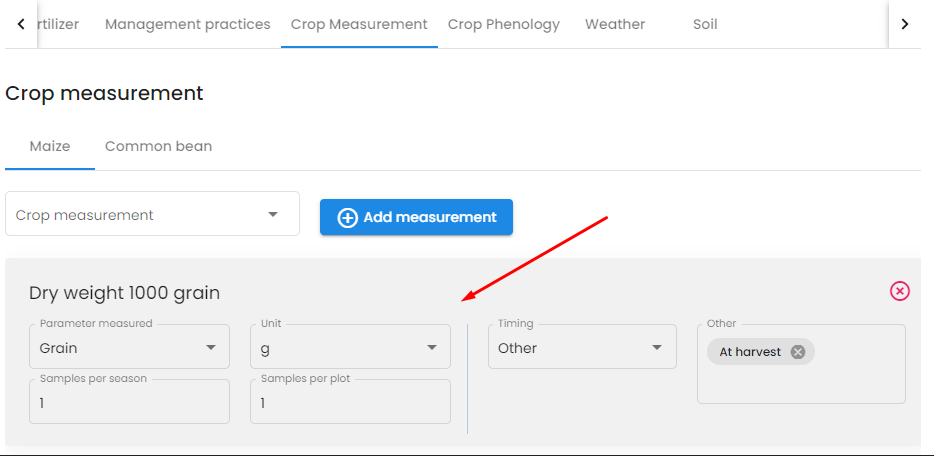 rtilizer Management practices Crop Measurement Crop Phenology Weather Soil
Crop measurement
Maize Common bean
Crop measurement Add measurement
Dry weight 1000 grain
Parameter measured Unit Timing Other
Grain g Other At harvest
Samples per season Samples per plot
1 1